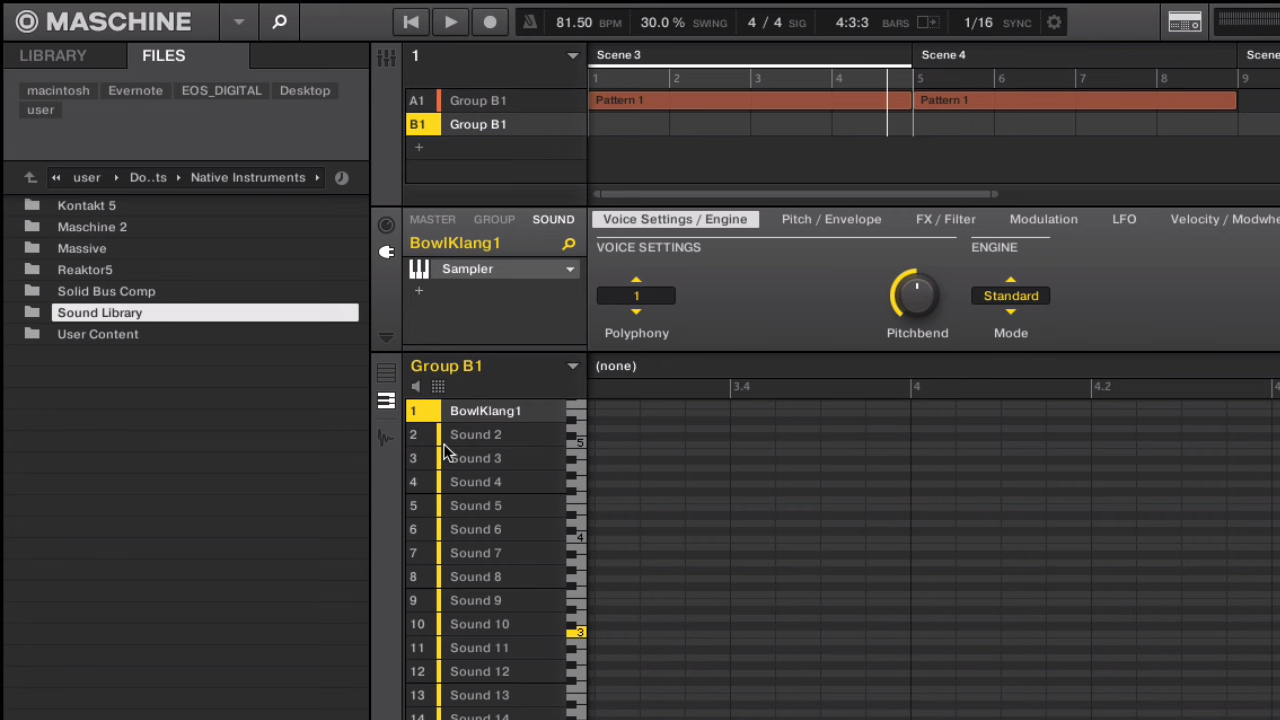 MASCHINE 81.50 BPM 30.0% SWING 4 / 4 SIG 4:3:3 BARS 1/16 SYNC
LIBRARY FILES
macintosh Evernote EOS_DIGITAL Desktop
user
user Do..ts Native Instruments
Kontakt 5
Maschine 2
Massive
Reaktor5
Solid Bus Comp
Sound Library
User Content
1 Scene 3 Scene 4 Scene
1 2 3 4 5 6 7 8 9
A1 Group B1 Pattern 1 Pattern 1
B1 Group B1
+
MASTER GROUP SOUND Voice Settings / Engine Pitch / Envelope FX / Filter Modulation LFO Velocity / Modwhe
BowlKlang1 VOICE SETTINGS ENGINE
Sampler 1 Standard
+
Polyphony Pitchbend Mode
Group B1 (none)
3.4 4 4.2 4
1 BowlKlang1
2 Sound 2 5
3 Sound 3
4 Sound 4
5 Sound 5
6 Sound 6 4
7 Sound 7
8 Sound 8
9 Sound 9
10 Sound 10 3
11 Sound 11
12 Sound 12
13 Sound 13
14 Sound 14